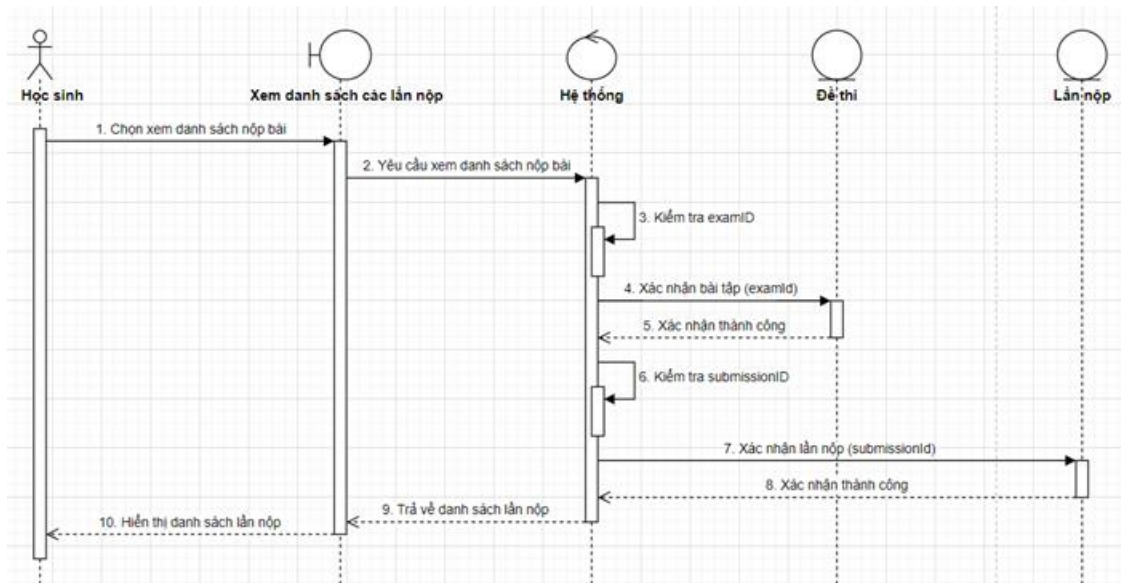 Học sinh
Xem danh sách các lần nộp
Hệ thống
Đề thi
Lần nộp
1. Chọn xem danh sách nộp bài
2. Yêu cầu xem danh sách nộp bài
3. Kiểm tra examID
4. Xác nhận bài tập (examId)
5. Xác nhận thành công
6. Kiểm tra submissionID
7. Xác nhận lần nộp (submissionId)
8. Xác nhận thành công
9. Trả về danh sách lần nộp
10. Hiển thị danh sách lần nộp